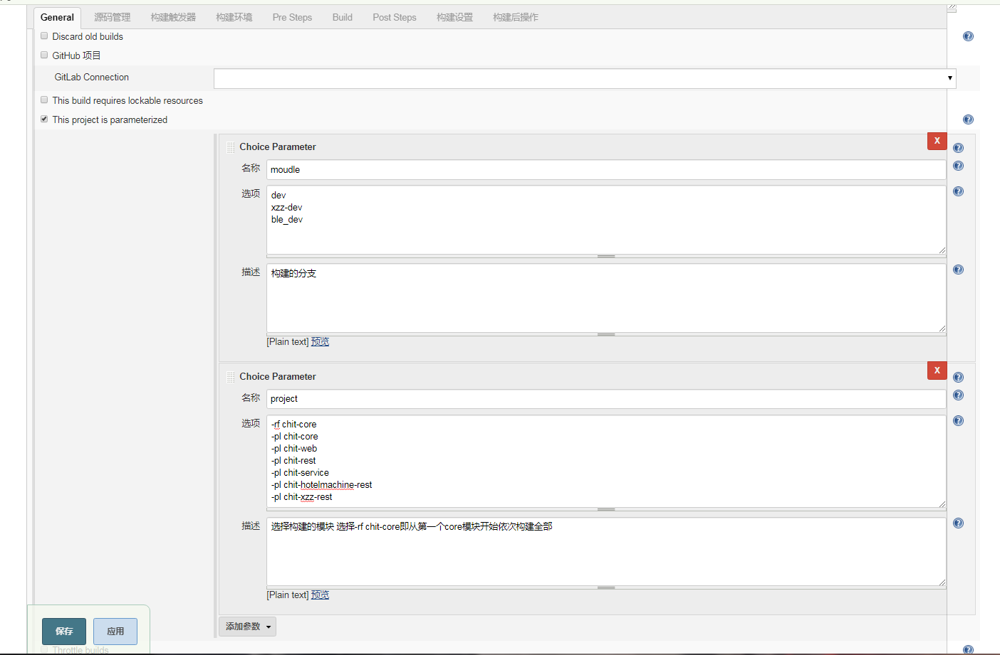 General 源码管理 构建触发器 构建环境 Pre Steps Build Post Steps 构建设置 构建后操作
Discard old builds
GitHub 项目
GitLab Connection
This build requires lockable resources
This project is parameterized
Choice Parameter
X
名称 moudle
选项 dev
xzz-dev
ble_dev
描述 构建的分支
[Plain text] 预览
Choice Parameter
X
名称 project
选项 -rf chit-core
-pl chit-core
-pl chit-web
-pl chit-rest
-pl chit-service
-pl chit-hotelmachine-rest
-pl chit-xzz-rest
描述 选择构建的模块 选择-rf chit-core即从第一个core模块开始依次构建全部
[Plain text] 预览
添加参数
保存 应用
Throttle builds